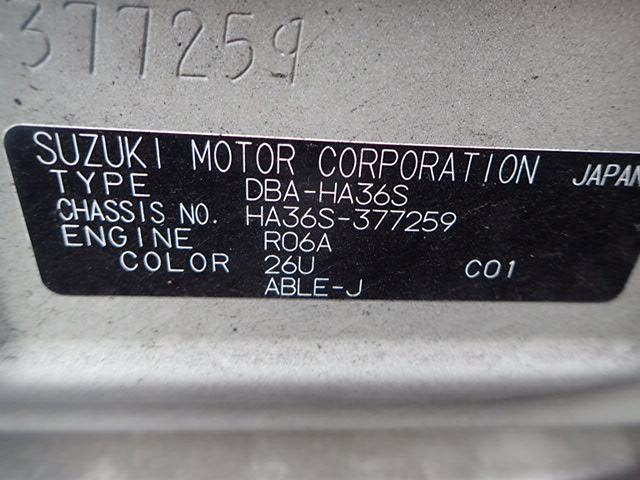 377259
SUZUKI MOTOR CORPORATION JAPAN
TYPE DBA-HA36S
CHASSIS NO. HA36S-377259
ENGINE R06A
COLOR 26U C01
ABLE-J